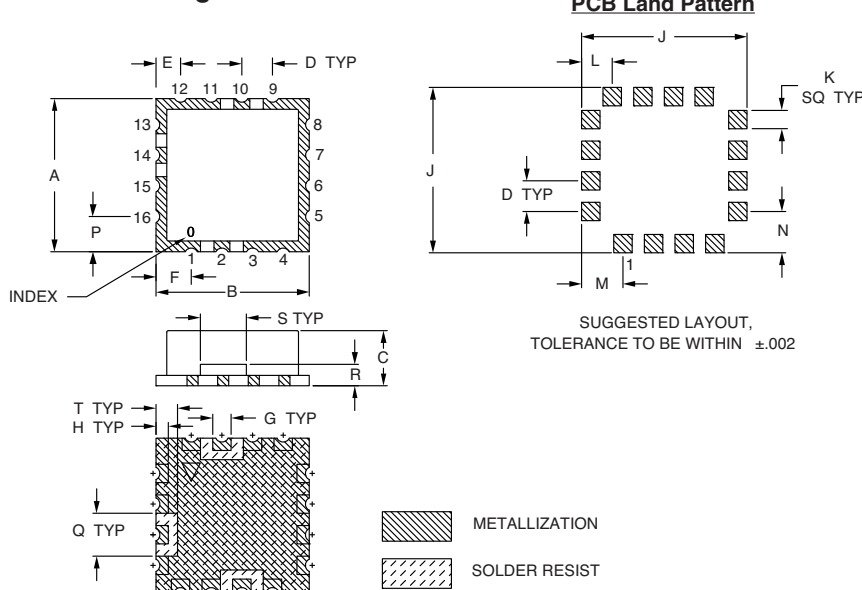 PCB Land Pattern
E
D TYP
12 11 10 9
13
14
15
16
8
7
6
5
A
P
0
1 2 3 4
F
B
INDEX
J
L
K
SQ TYP
J
D TYP
N
M
1
SUGGESTED LAYOUT,
TOLERANCE TO BE WITHIN ±.002
S TYP
C
R
T TYP
H TYP
G TYP
Q TYP
METALLIZATION
SOLDER RESIST